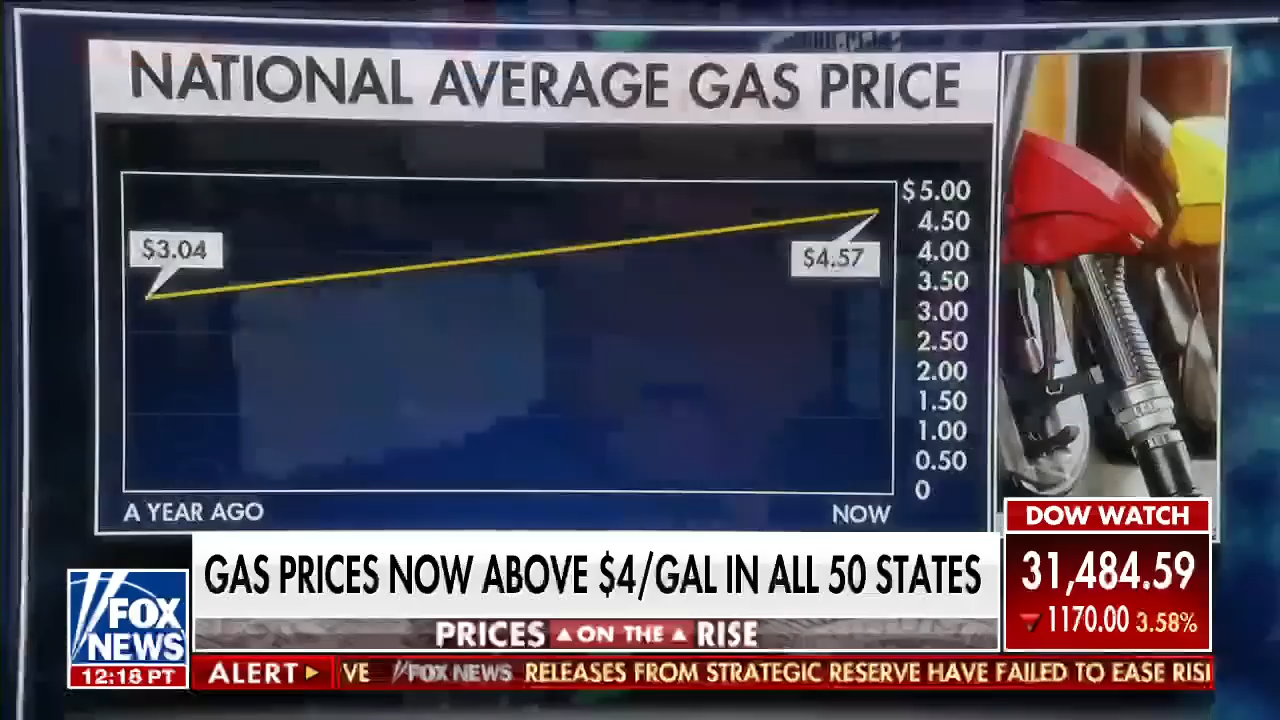 NATIONAL AVERAGE GAS PRICE
$3.04
$4.57
$5.00
4.50
4.00
3.50
3.00
2.50
2.00
1.50
1.00
0.50
0
A YEAR AGO
NOW
DOW WATCH
31,484.59
1170.00 3.58%
GAS PRICES NOW ABOVE $4/GAL IN ALL 50 STATES
PRICES ▲ ON THE ▲ RISE
FOX
NEWS
12:18 PT
ALERT VE FOX NEWS RELEASES FROM STRATEGIC RESERVE HAVE FAILED TO EASE RISI